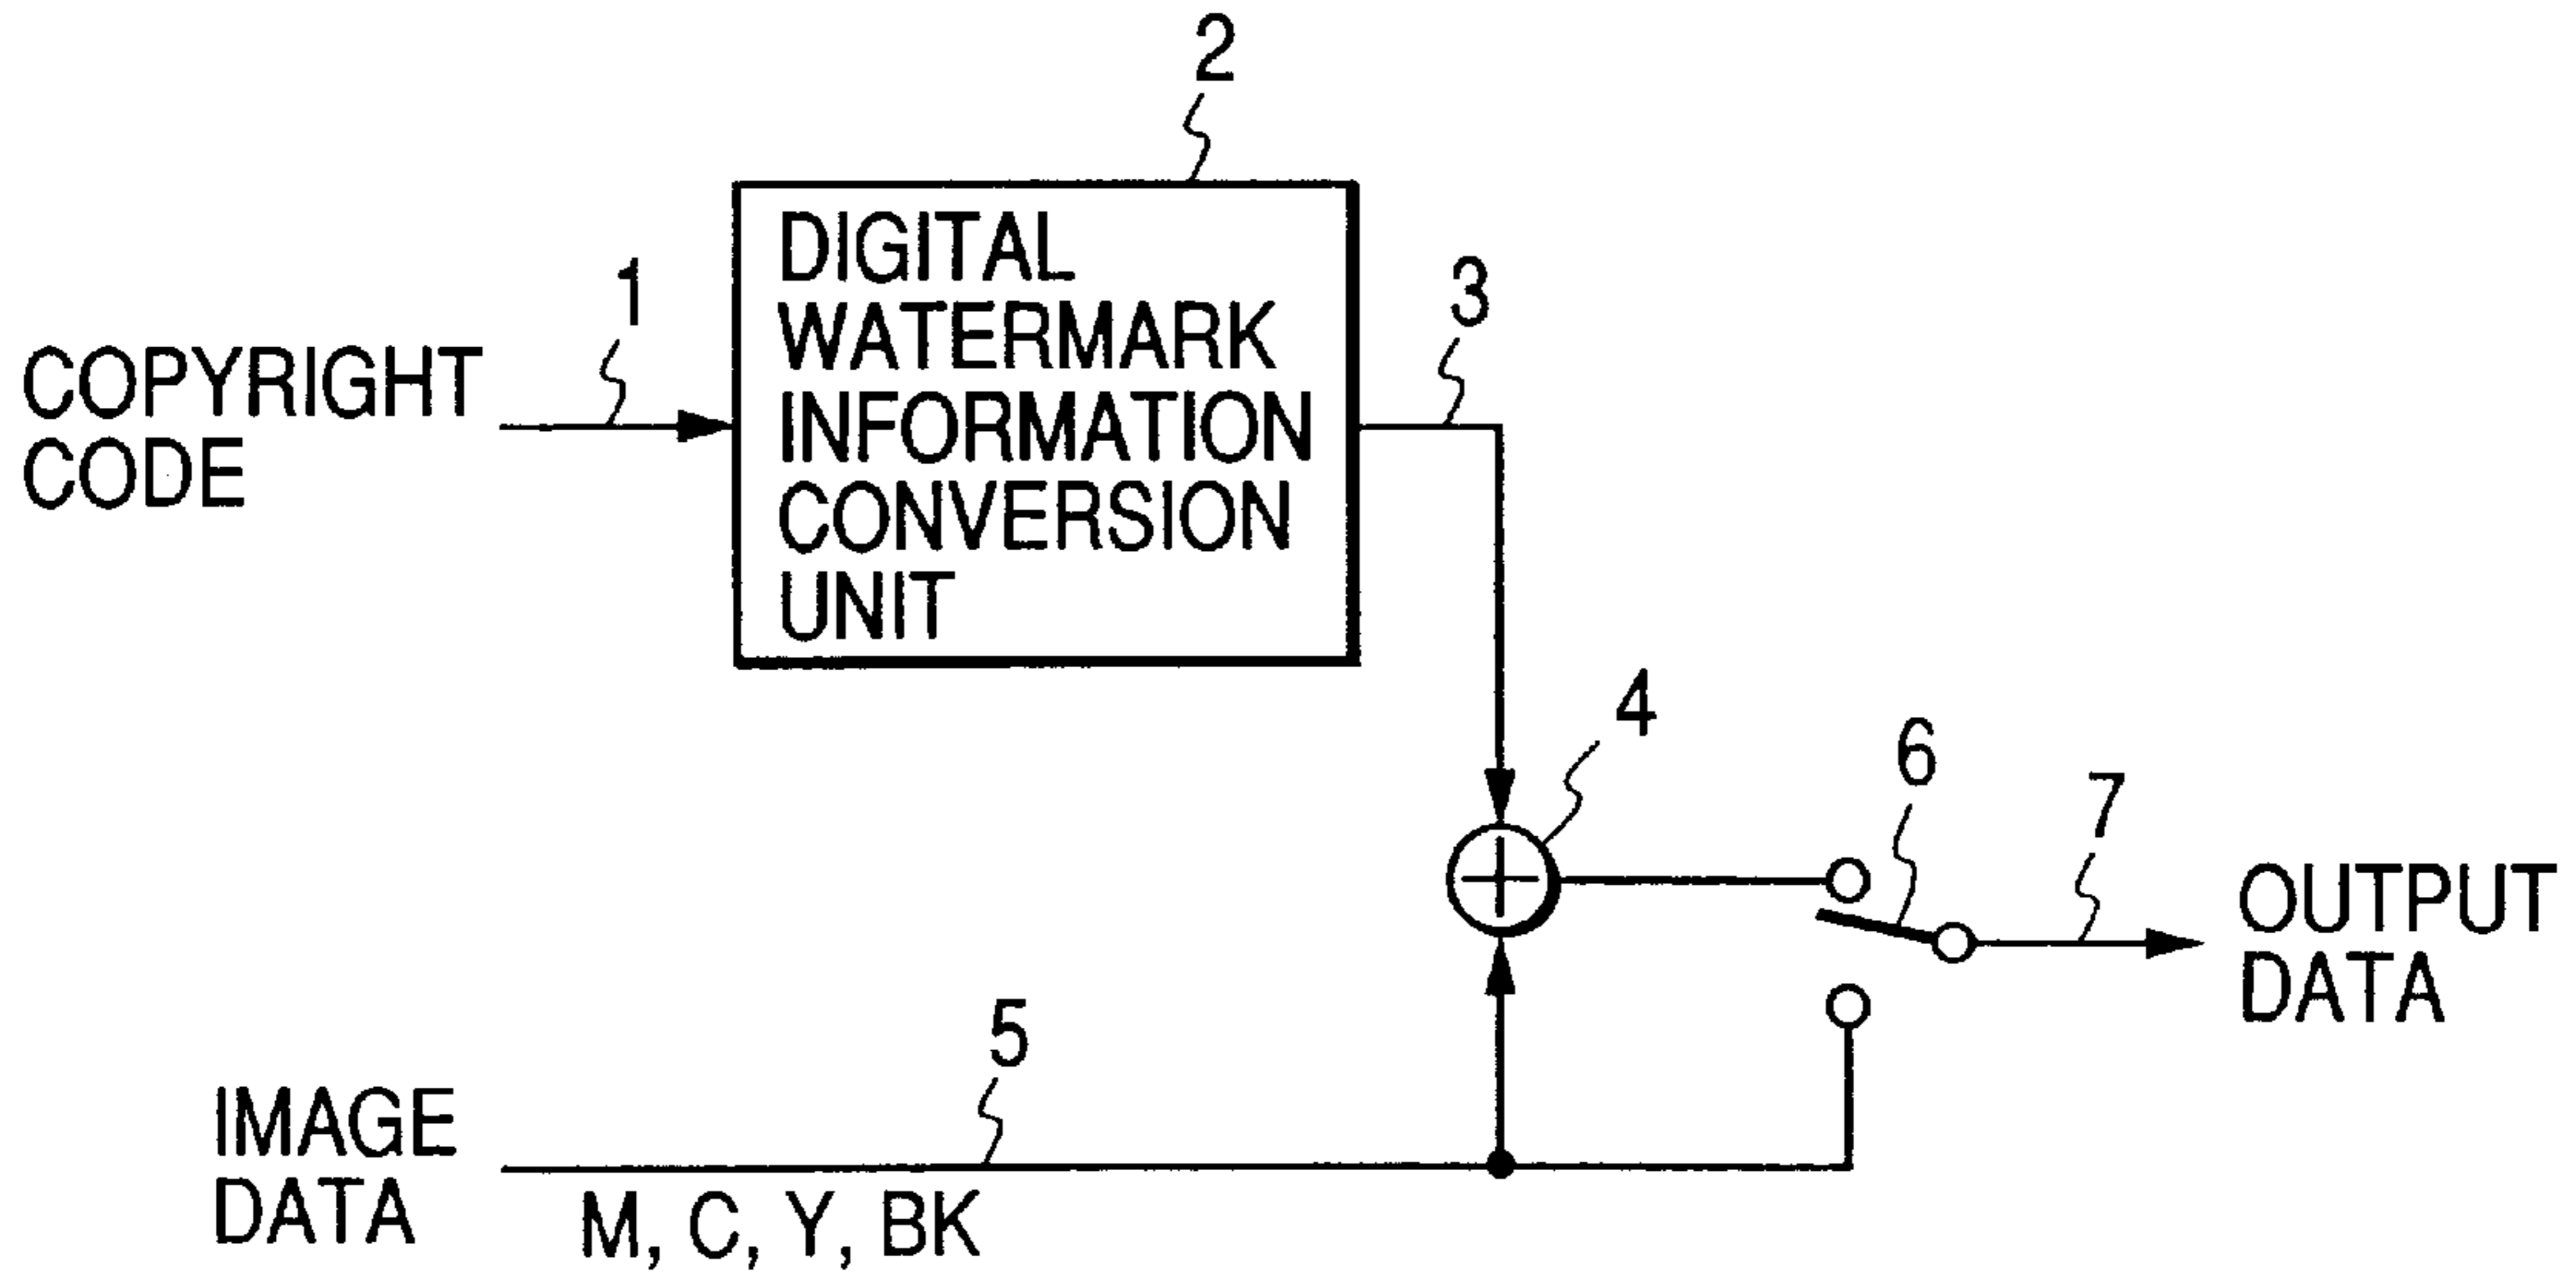 2
DIGITAL
WATERMARK
INFORMATION
CONVERSION
UNIT
1
3
COPYRIGHT
CODE
4
6
7
OUTPUT
DATA
5
IMAGE
DATA
M, C, Y, BK